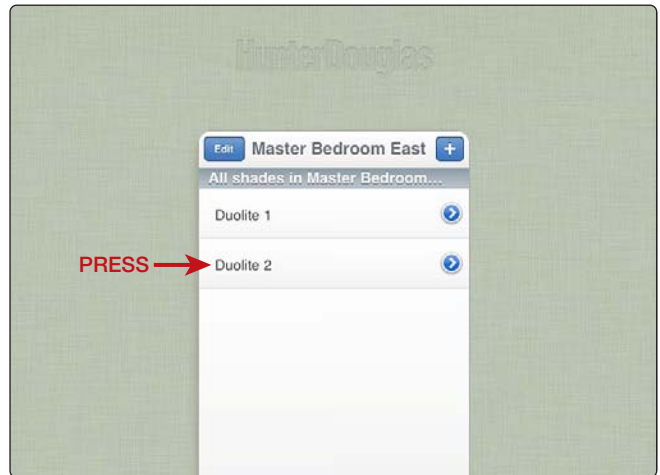 HunterDouglas
Edit Master Bedroom East +
All shades in Master Bedroom...
Duolite 1
PRESS Duolite 2